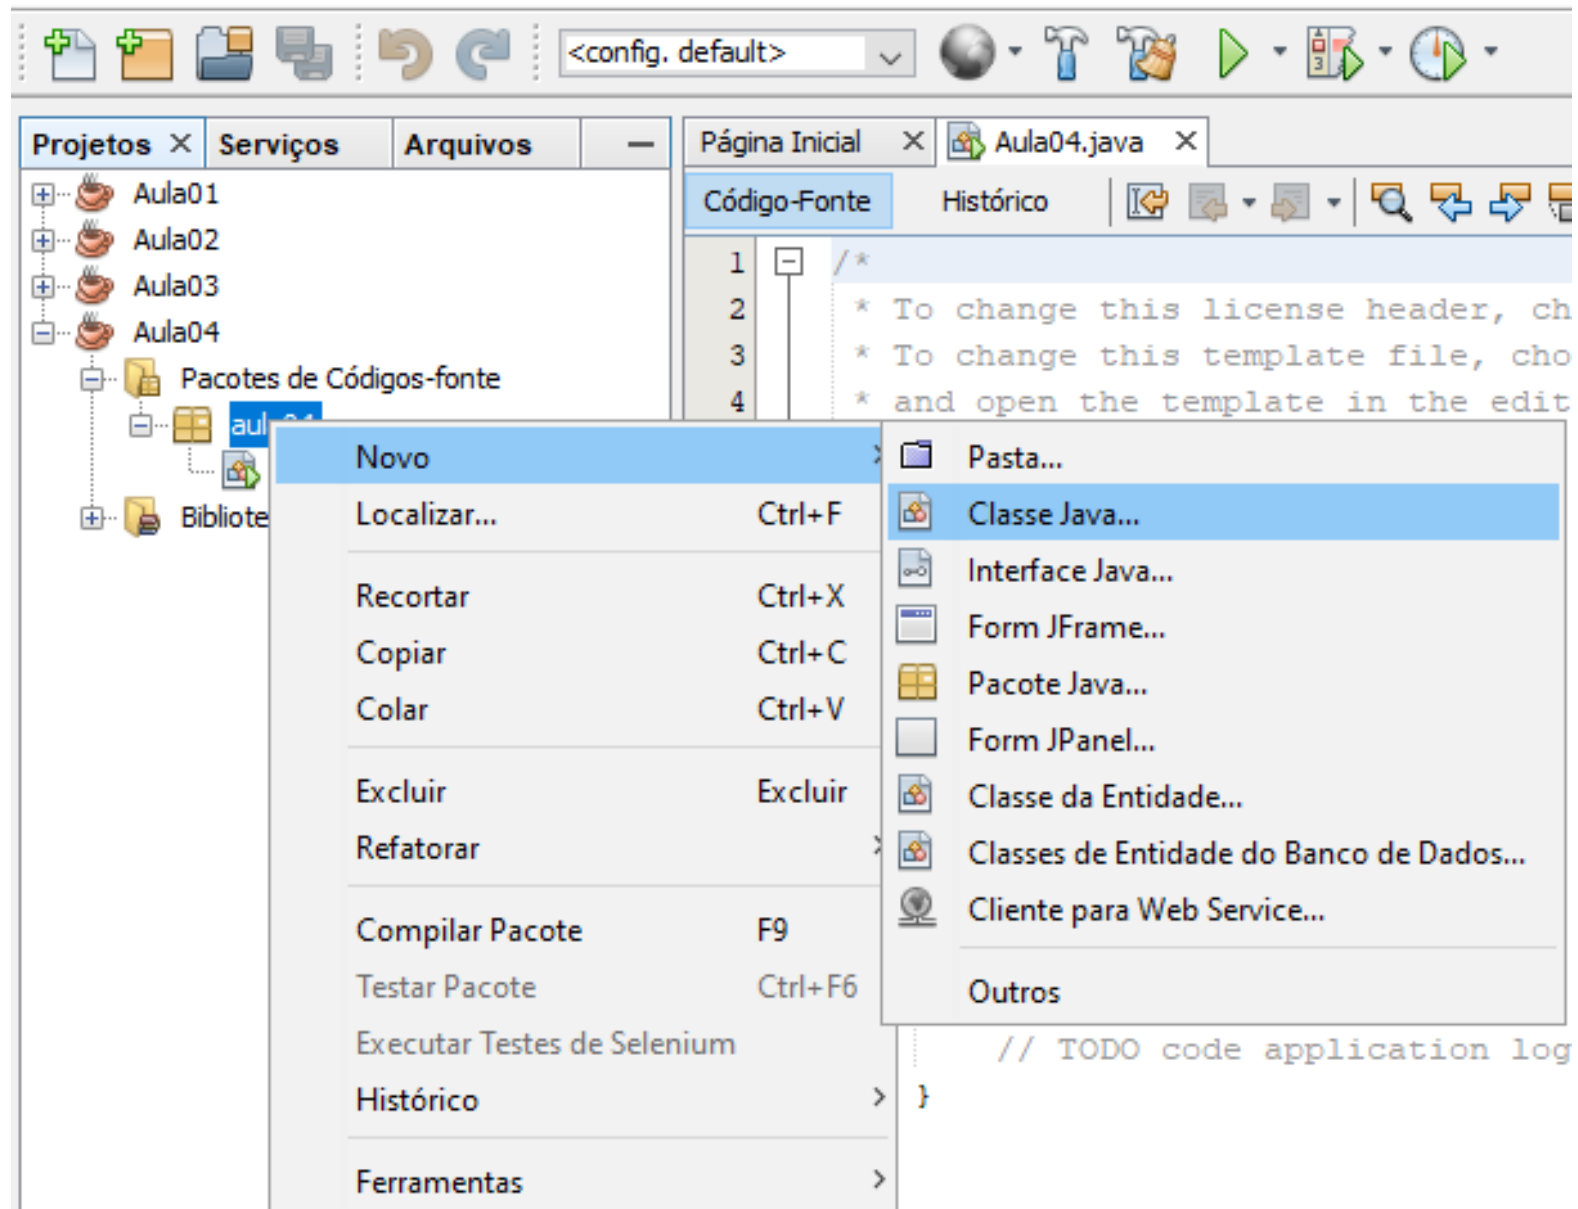 <config. default>
Projetos
Serviços
Arquivos
Página Inicial
Aula04.java
Código-Fonte
Histórico
Aula01
Aula02
Aula03
Aula04
Pacotes de Códigos-fonte
Bibliote
1 /*
2 * To change this license header, ch
3 * To change this template file, cho
4 * and open the template in the edit
Novo
Localizar... Ctrl+F
Recortar Ctrl+X
Copiar Ctrl+C
Colar Ctrl+V
Excluir Excluir
Refatorar
Compilar Pacote F9
Testar Pacote Ctrl+F6
Executar Testes de Selenium
Histórico
Ferramentas
Pasta...
Classe Java...
Interface Java...
Form JFrame...
Pacote Java...
Form JPanel...
Classe da Entidade...
Classes de Entidade do Banco de Dados...
Cliente para Web Service...
Outros
// TODO code application log
}